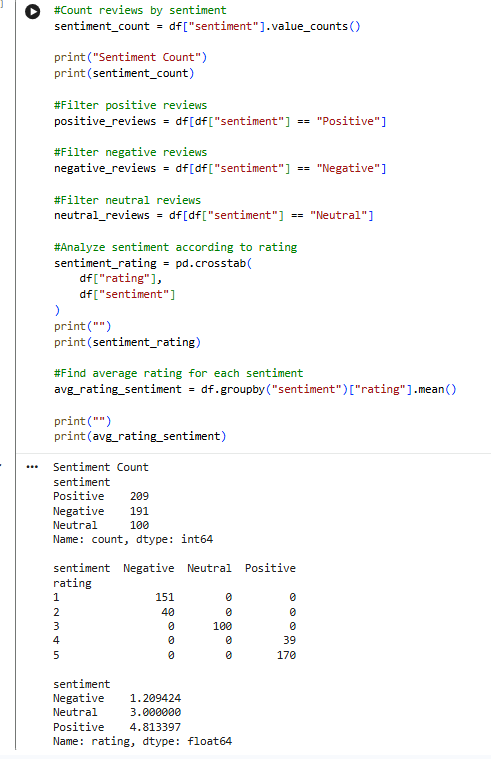 #Count reviews by sentiment
sentiment_count = df["sentiment"].value_counts()
print("Sentiment Count")
print(sentiment_count)
#Filter positive reviews
positive_reviews = df[df["sentiment"] == "Positive"]
#Filter negative reviews
negative_reviews = df[df["sentiment"] == "Negative"]
#Filter neutral reviews
neutral_reviews = df[df["sentiment"] == "Neutral"]
#Analyze sentiment according to rating
sentiment_rating = pd.crosstab(
    df["rating"],
    df["sentiment"]
)
print("")
print(sentiment_rating)
#Find average rating for each sentiment
avg_rating_sentiment = df.groupby("sentiment")["rating"].mean()
print("")
print(avg_rating_sentiment)
Sentiment Count
sentiment
Positive    209
Negative    191
Neutral     100
Name: count, dtype: int64
sentiment  Negative  Neutral  Positive
rating
1               151        0         0
2                40        0         0
3                 0      100         0
4                 0        0        39
5                 0        0       170
sentiment
Negative    1.209424
Neutral     3.000000
Positive    4.813397
Name: rating, dtype: float64